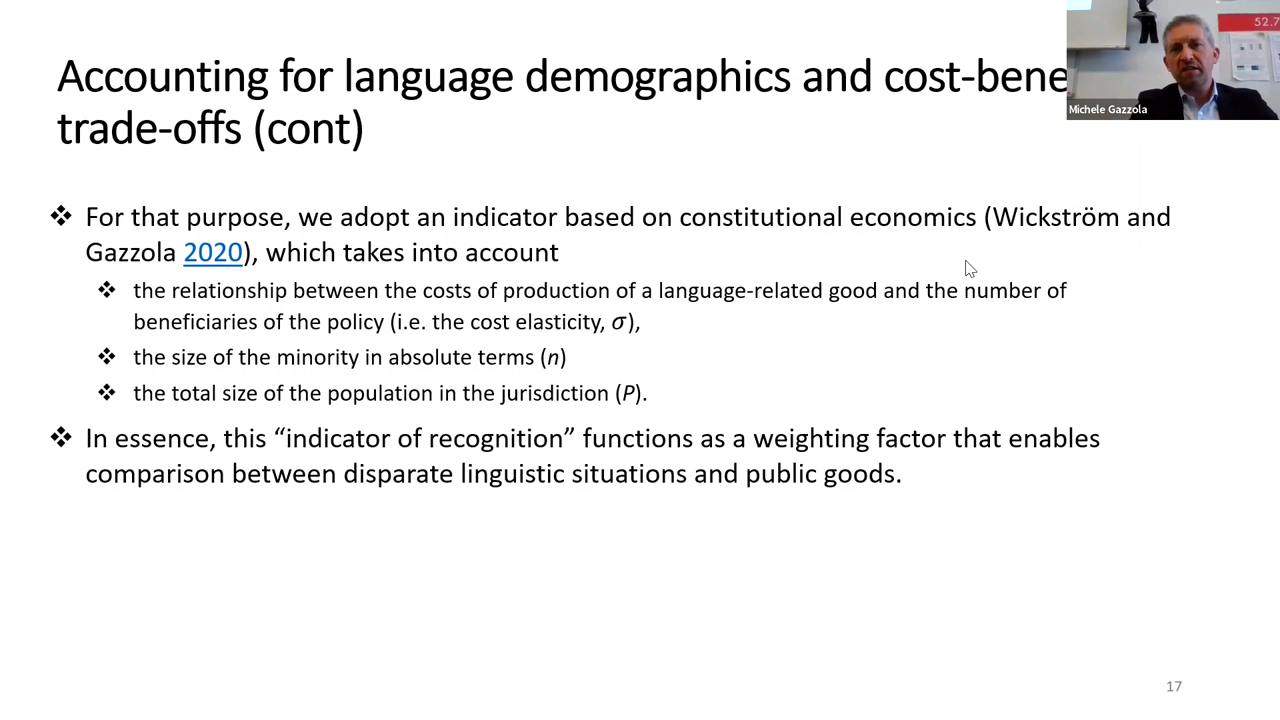 Accounting for language demographics and cost-bene
trade-offs (cont)
52.7
Michele Gazzola
❖ For that purpose, we adopt an indicator based on constitutional economics (Wickström and
Gazzola 2020), which takes into account
❖ the relationship between the costs of production of a language-related good and the number of
beneficiaries of the policy (i.e. the cost elasticity, σ),
❖ the size of the minority in absolute terms (n)
❖ the total size of the population in the jurisdiction (P).
❖ In essence, this “indicator of recognition” functions as a weighting factor that enables
comparison between disparate linguistic situations and public goods.
17